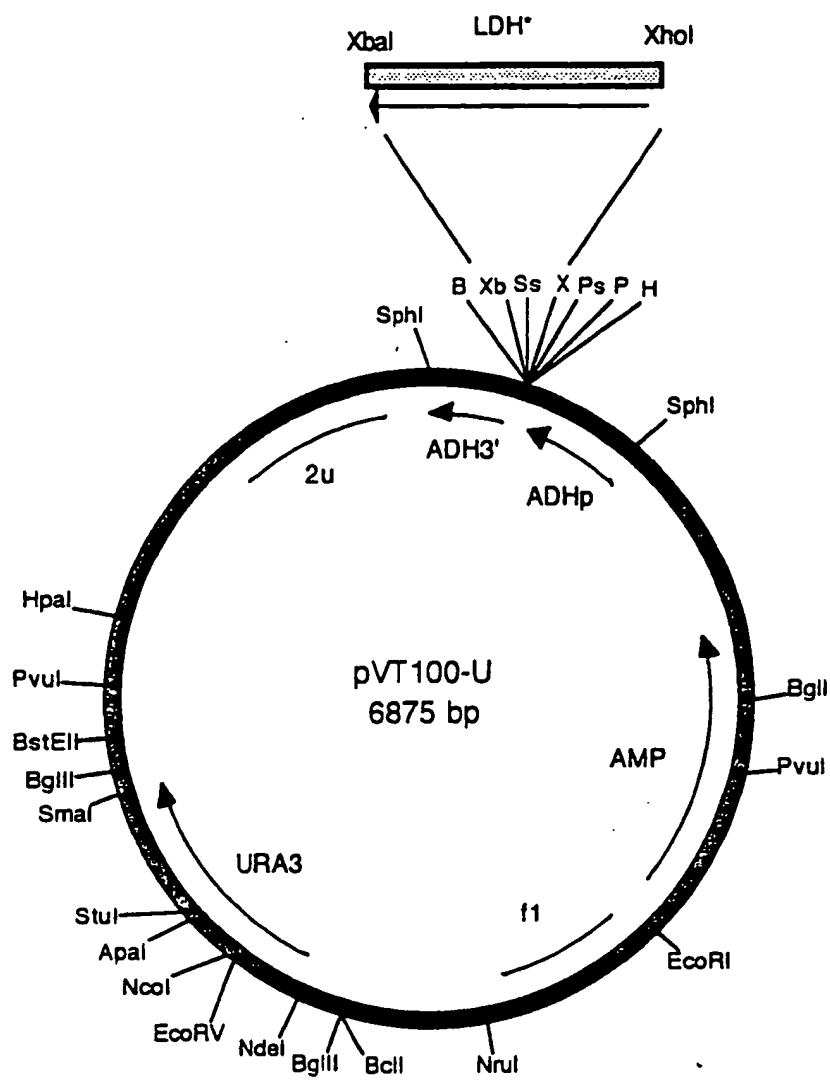 LDH*
XbaI
XhoI
B Xb Ss X Ps P H
SphI
SphI
ADH3'
2u
ADHp
HpaI
pVT100-U
6875 bp
PvuI
BglI
BstEII
AMP
PvuI
BglII
SmaI
URA3
StuI
f1
ApaI
EcoRI
NcoI
EcoRV
NdeI
BglII
BclI
NruI